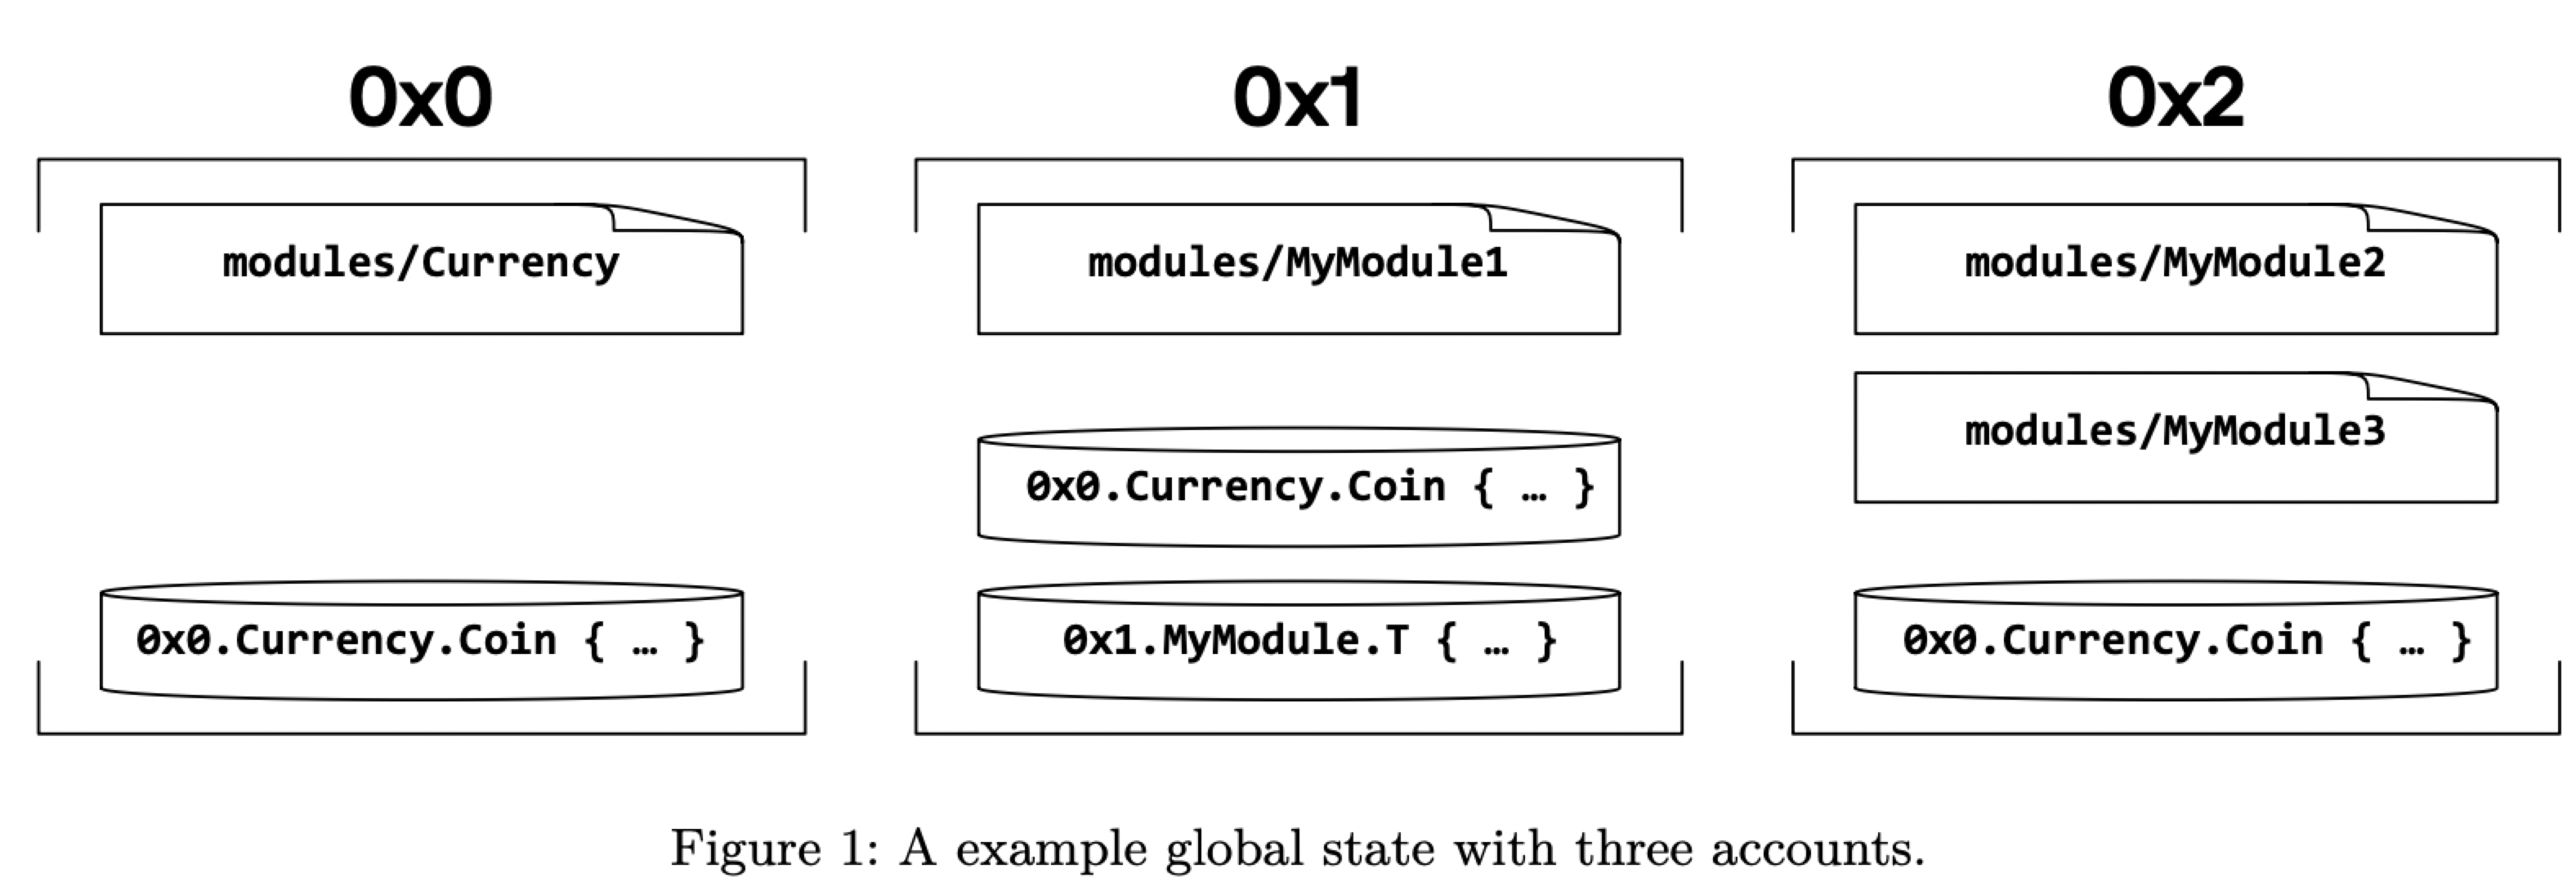 0x0
modules/Currency
0x0.Currency.Coin { … }
0x1
modules/MyModule1
0x0.Currency.Coin { … }
0x1.MyModule.T { … }
0x2
modules/MyModule2
modules/MyModule3
0x0.Currency.Coin { … }
Figure 1: A example global state with three accounts.